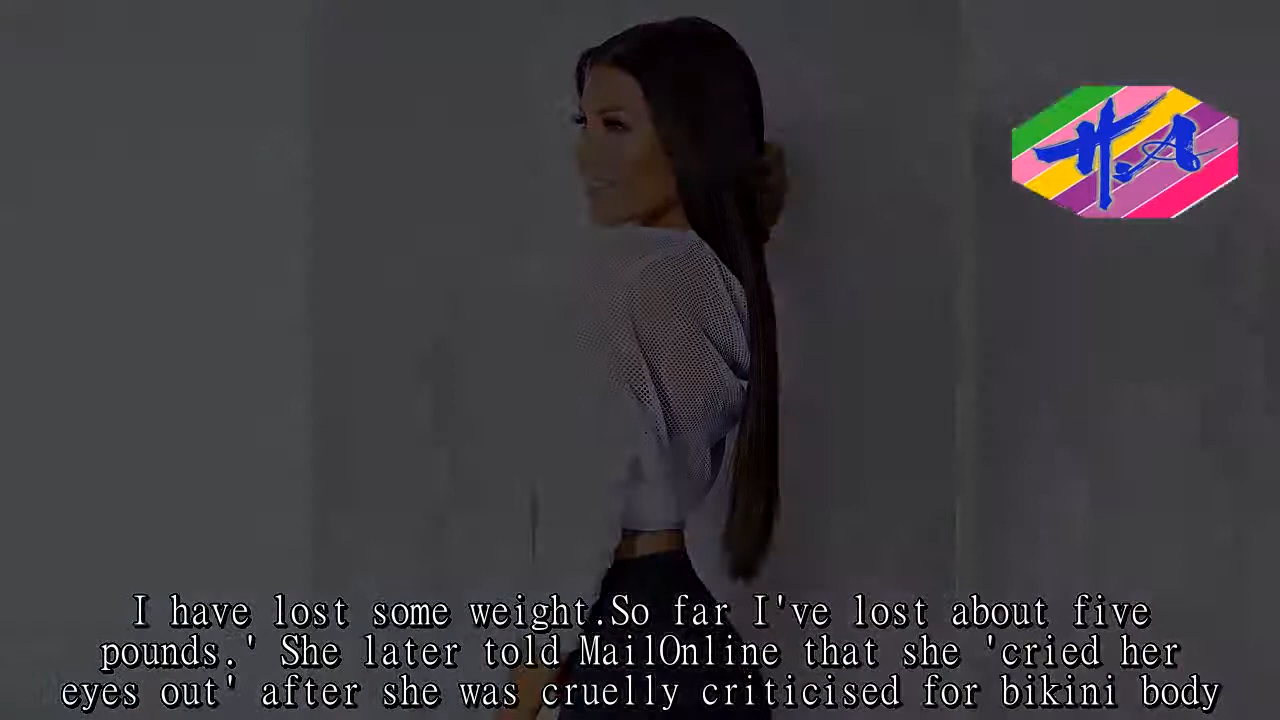 H.A
I have lost some weight.So far I've lost about five
pounds.' She later told MailOnline that she 'cried her
eyes out' after she was cruelly criticised for bikini body